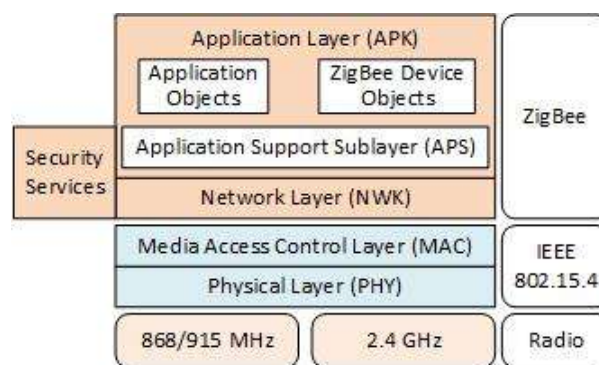 Application Layer (APK)
Application
Objects
ZigBee Device
Objects
ZigBee
Security
Services
Application Support Sublayer (APS)
Network Layer (NWK)
Media Access Control Layer (MAC)
Physical Layer (PHY)
IEEE
802.15.4
868/915 MHz
2.4 GHz
Radio